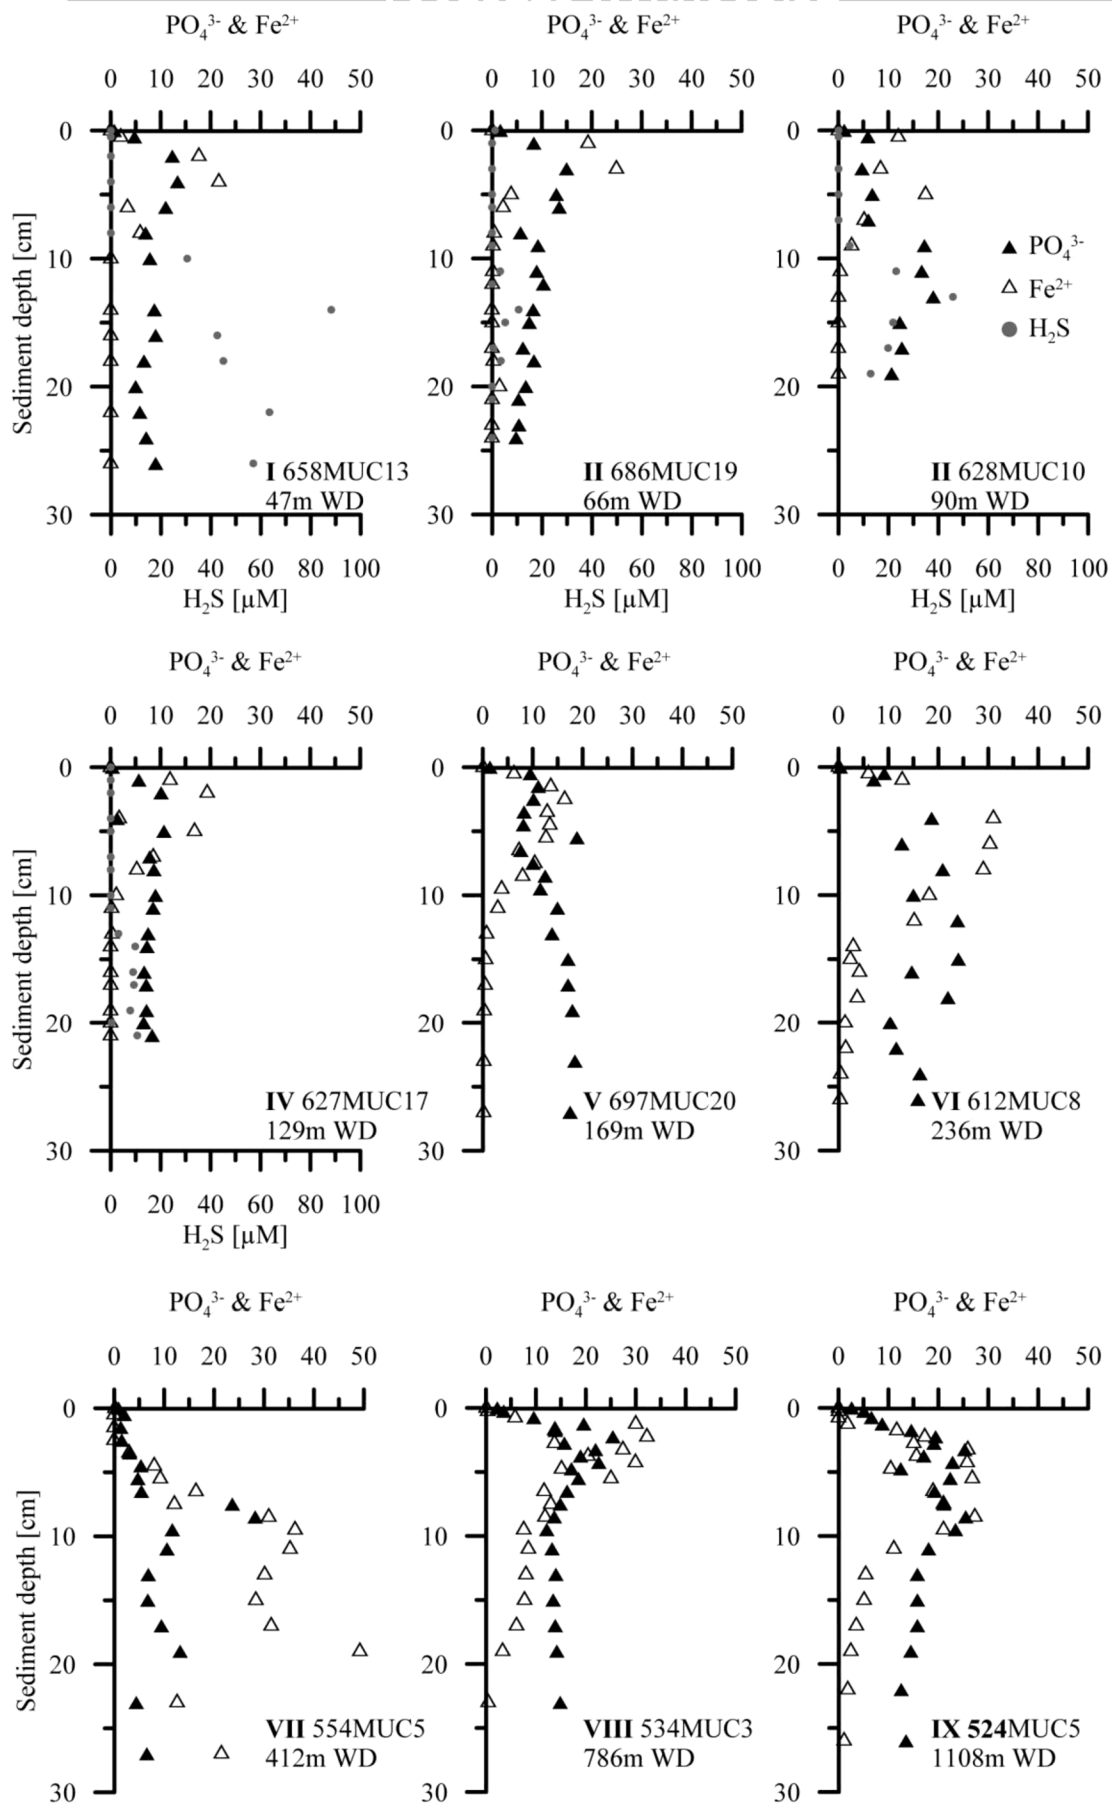 PO₄³⁻ & Fe²⁺ PO₄³⁻ & Fe²⁺ PO₄³⁻ & Fe²⁺
0 10 20 30 40 50 0 10 20 30 40 50 0 10 20 30 40 50
0 0 0
10 10 10
20 20 20
30 30 30
Sediment depth [cm]
PO₄³⁻
Fe²⁺
H₂S
I 658MUC13
47m WD
II 686MUC19
66m WD
II 628MUC10
90m WD
0 20 40 60 80 100 0 20 40 60 80 100 0 20 40 60 80 100
H₂S [µM] H₂S [µM] H₂S [µM]
PO₄³⁻ & Fe²⁺ PO₄³⁻ & Fe²⁺ PO₄³⁻ & Fe²⁺
0 10 20 30 40 50 0 10 20 30 40 50 0 10 20 30 40 50
0 0 0
10 10 10
20 20 20
30 30 30
Sediment depth [cm]
IV 627MUC17
129m WD
V 697MUC20
169m WD
VI 612MUC8
236m WD
0 20 40 60 80 100
H₂S [µM]
PO₄³⁻ & Fe²⁺ PO₄³⁻ & Fe²⁺ PO₄³⁻ & Fe²⁺
0 10 20 30 40 50 0 10 20 30 40 50 0 10 20 30 40 50
0 0 0
10 10 10
20 20 20
30 30 30
Sediment depth [cm]
VII 554MUC5
412m WD
VIII 534MUC3
786m WD
IX 524MUC5
1108m WD